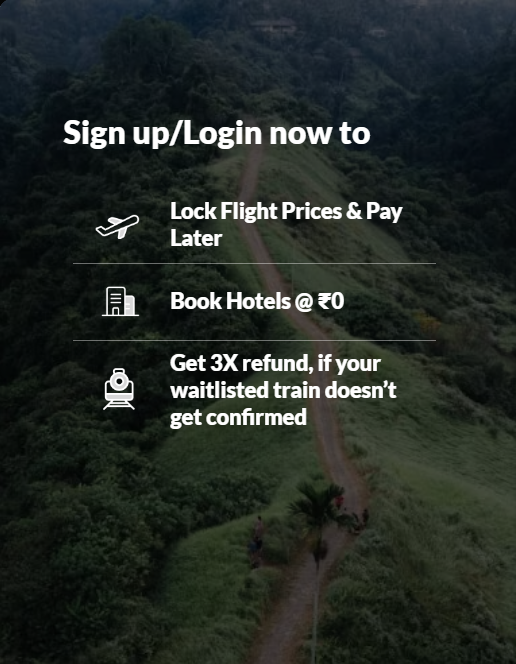 Sign up/Login now to
Lock Flight Prices & Pay
Later
Book Hotels @ ₹0
Get 3X refund, if your
waitlisted train doesn’t
get confirmed